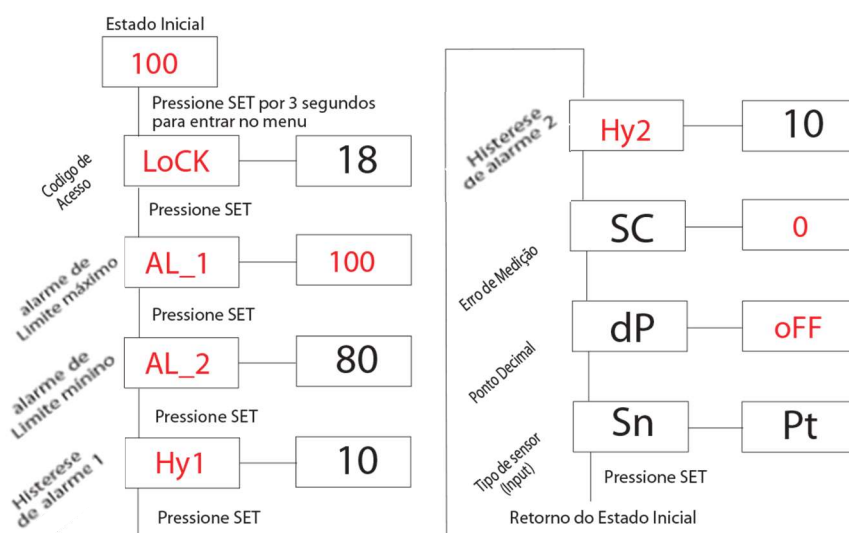 Estado Inicial
100
Pressione SET por 3 segundos
para entrar no menu
Codigo de
Acesso
LoCK
18
Pressione SET
alarme de
Limite máximo
AL_1
100
Pressione SET
alarme de
Limite mínino
AL_2
80
Pressione SET
Histerese
de alarme 1
Hy1
10
Pressione SET
Histerese
de alarme 2
Hy2
10
Erro de Medição
SC
0
Ponto Decimal
dP
oFF
Tipo de sensor
(Input)
Sn
Pt
Pressione SET
Retorno do Estado Inicial